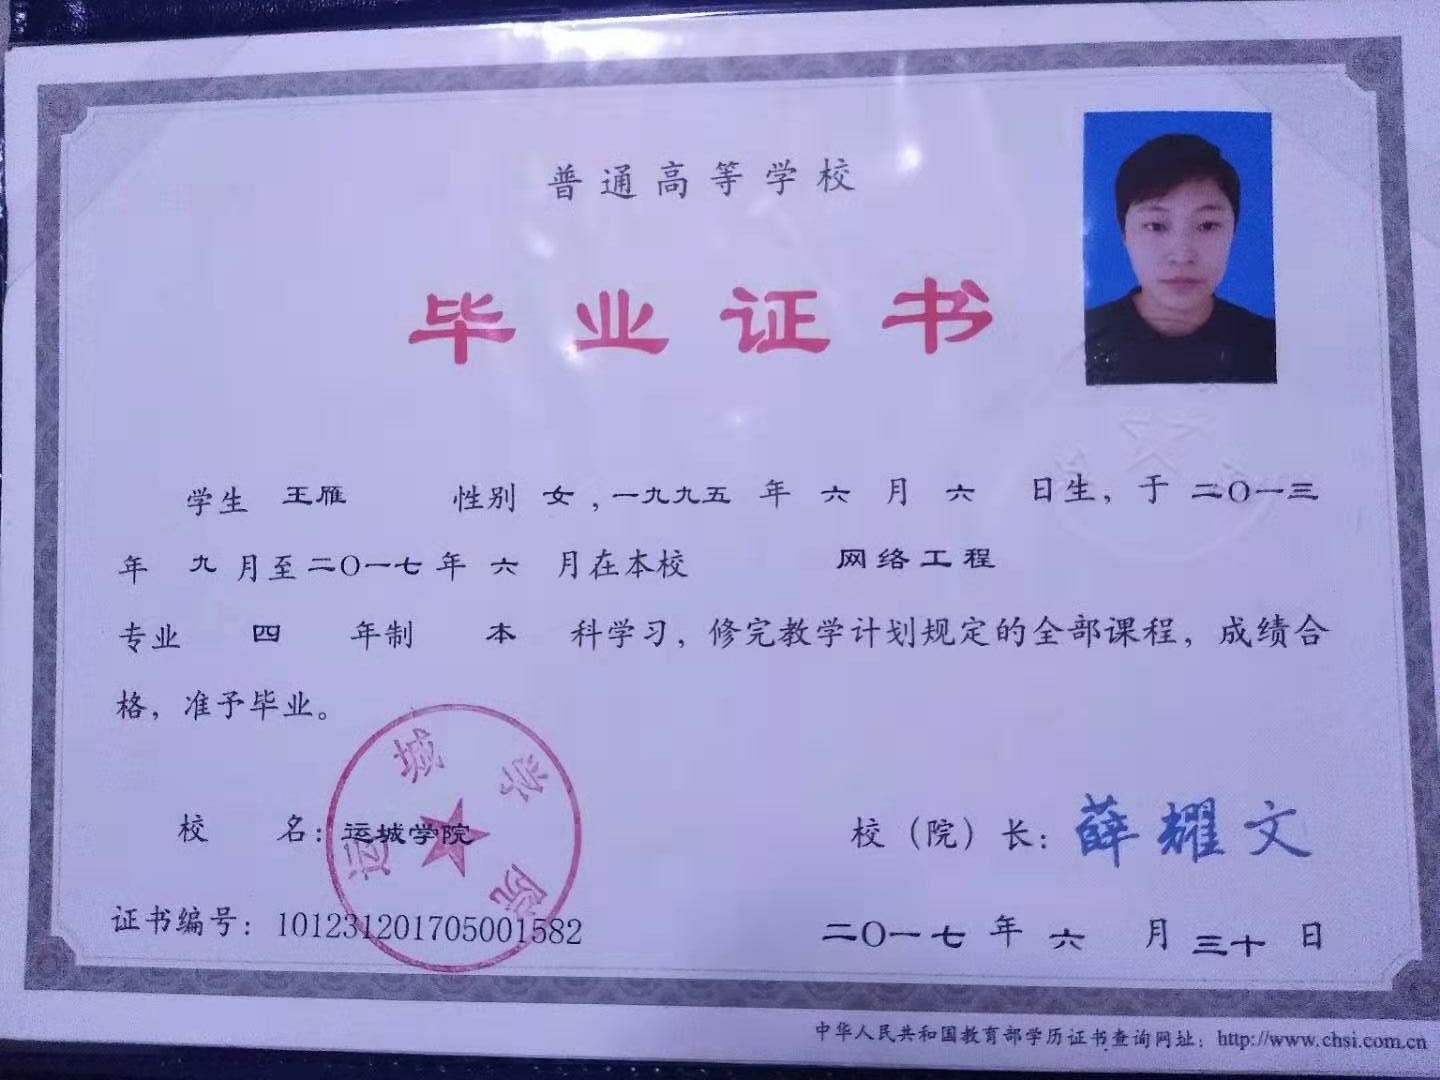 普通高等学校
毕业证书
学生 王雁 性别 女，一九九五 年 六 月 六 日生，于 二〇一三
年 九 月至 二〇一七 年 六 月在本校 网络工程
专业 四 年制 本 科学习，修完教学计划规定的全部课程，成绩合
格，准予毕业。
校 名：运城学院
运城学院
校（院）长：薛耀文
证书编号：101231201705001582
二〇一七 年 六 月 三十 日
中华人民共和国教育部学历证书查询网址：http://www.chsi.com.cn